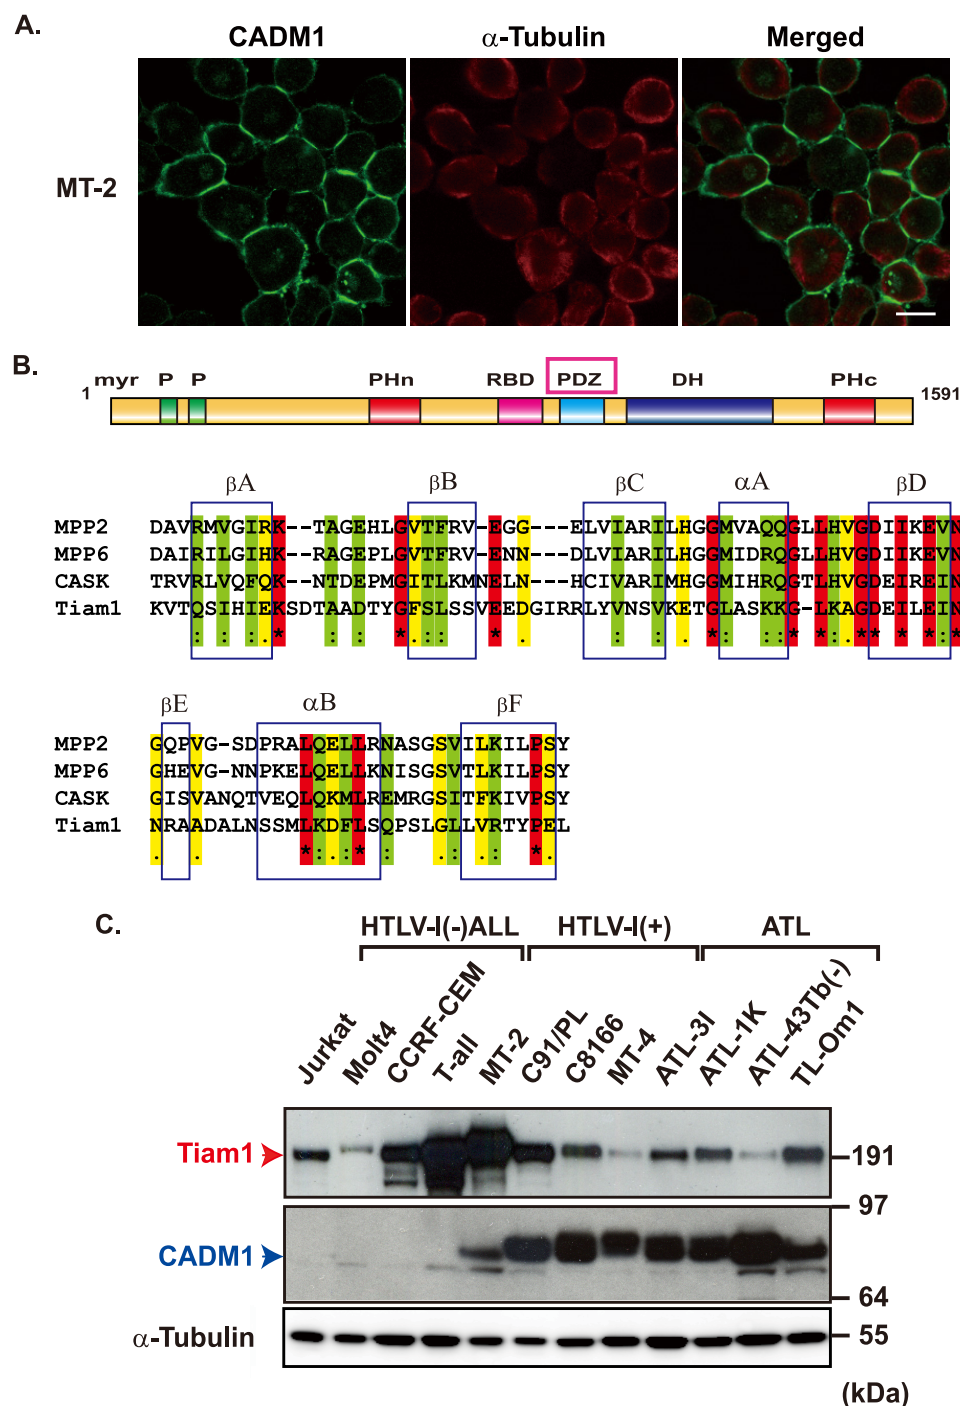 A.
CADM1 α-Tubulin Merged
MT-2
B.
myr P P PHn RBD PDZ DH PHc
1 1591
βA βB βC αA βD
MPP2 DAVRMVGIRK--TAGEHLGVTFRV-EGG---ELVIARILHGGMVAQQGLLHVGDIIKEVN
MPP6 DAIRILGIHK--RAGEPLGVTFRV-ENN---DLVIARILHGGMIDRQGLLHVGDIIKEVN
CASK TRVRLVQFQK--NTDEPMGITLKMNELN---HCIVARIMHGGMIHRQGTLHVGDEIREIN
Tiam1 KVTQSIHIEKSDTAADTYGFSLSSVEEDGIRRLYVNSVKETGLASKKG-LKAGDEILEIN
: : : . * : : * . : : * . : : * : : * * : . * * * * : *
βE αB βF
MPP2 GQPVG-SDPRALQELLRNASGSVILKILPSY
MPP6 GHEVG-NNPKELQELLKNISGSVTLKILPSY
CASK GISVANQTVEQLQKMLREMRGSITFKIVPSY
Tiam1 NRAADALNSSMLKDFLSQPSLGLLVRTYPEL
. . * : . : * : . : . : * .
C.
HTLV-I(-)ALL HTLV-I(+) ATL
Jurkat Molt4 CCRF-CEM T-all MT-2 C91/PL C8166 MT-4 ATL-3I ATL-1K ATL-43Tb(-) TL-Om1
Tiam1 191
97
CADM1
64
α-Tubulin 55
(kDa)